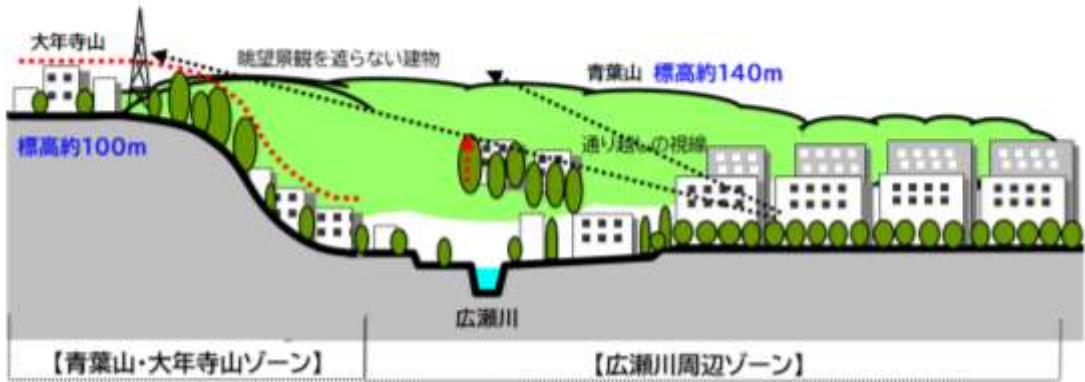 大年寺山
眺望景観を遮らない建物
青葉山 標高約140m
標高約100m
通り越しの視線
広瀬川
【青葉山・大年寺山ゾーン】
【広瀬川周辺ゾーン】